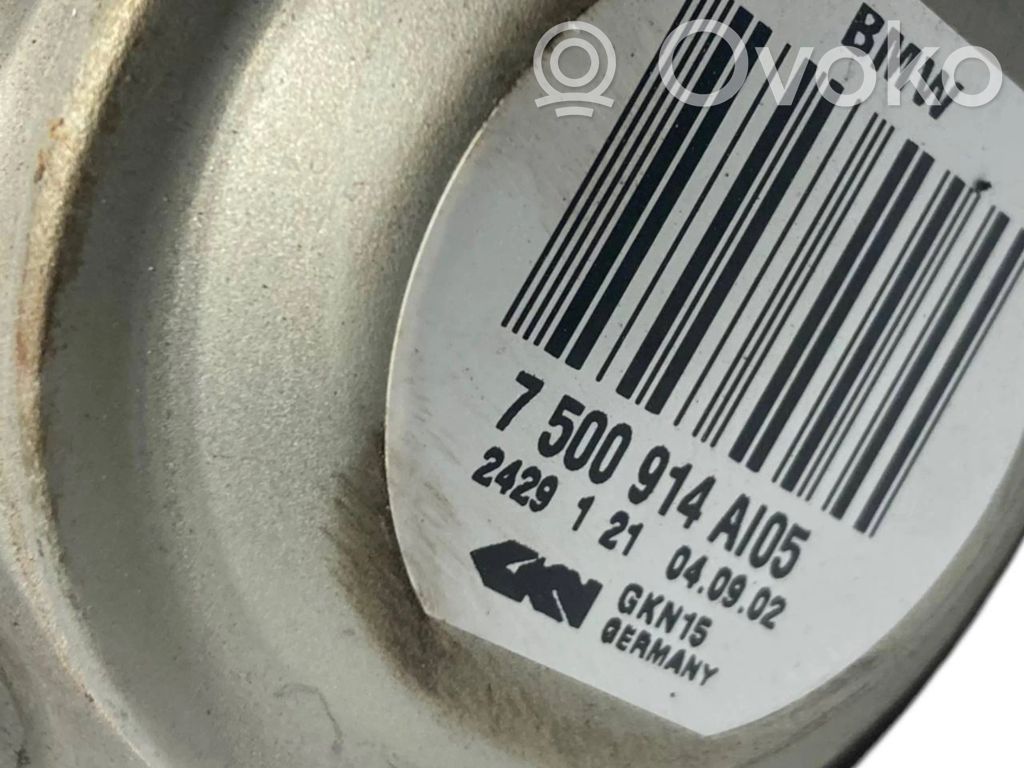 Ovoko
BMW
7 500 914 AI05
2429 1 21 04.09.02
GKN
GKN15
GERMANY